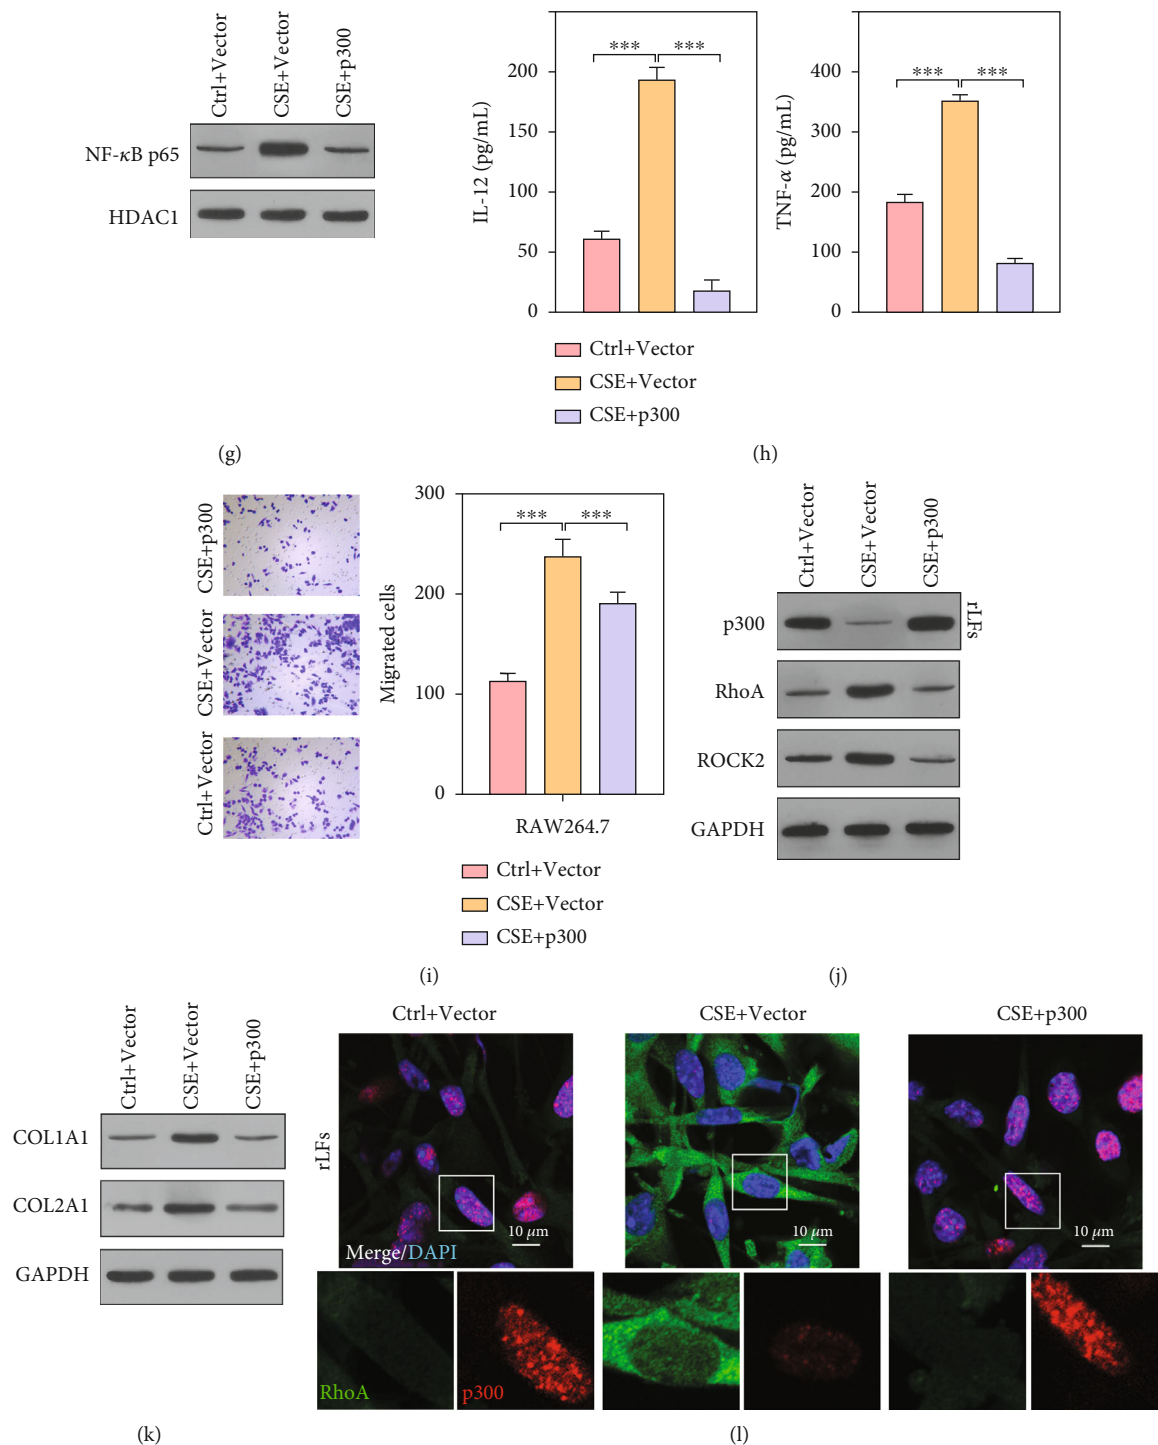 Ctrl+Vector
CSE+Vector
CSE+p300
NF-κB p65
HDAC1
(g)
IL-12 (pg/mL)
200
150
100
50
0
***
***
TNF-α (pg/mL)
400
300
200
100
0
***
***
Ctrl+Vector
CSE+Vector
CSE+p300
(h)
CSE+p300
CSE+Vector
Ctrl+Vector
Migrated cells
300
200
100
0
***
***
RAW264.7
Ctrl+Vector
CSE+Vector
CSE+p300
(i)
Ctrl+Vector
CSE+Vector
CSE+p300
p300
rLFs
RhoA
ROCK2
GAPDH
(j)
Ctrl+Vector
CSE+Vector
CSE+p300
COL1A1
COL2A1
GAPDH
(k)
Ctrl+Vector
CSE+Vector
CSE+p300
rLFs
Merge/DAPI
10 μm
10 μm
10 μm
RhoA
p300
(l)